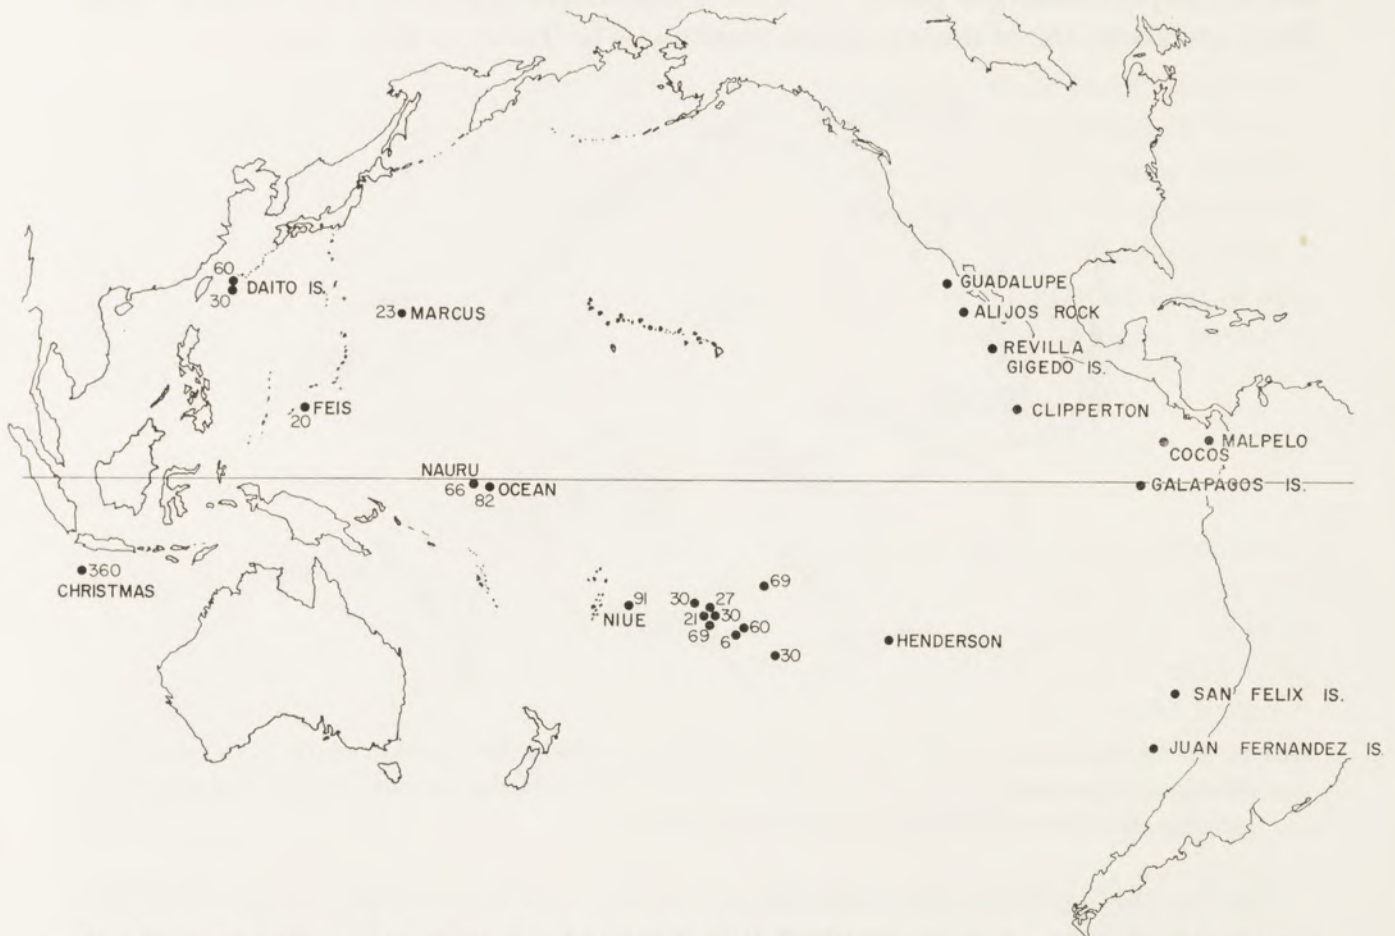 60
30
DAITO IS.
GUADALUPE
23
MARCUS
ALIJOS ROCK
REVILLA
GIGEDO IS.
FEIS
20
CLIPPERTON
MALPELO
COCOS
NAURU
66
82
OCEAN
GALAPAGOS IS.
360
CHRISTMAS
69
91
NIUE
30
27
21
30
69
60
6
30
HENDERSON
SAN FELIX IS.
JUAN FERNANDEZ IS.